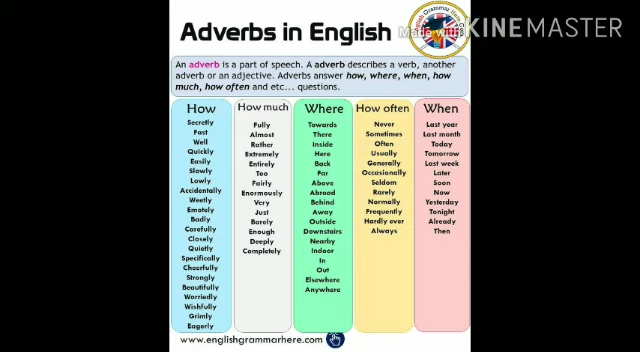 Adverbs in English
Made with KINEMASTER
An adverb is a part of speech. A adverb describes a verb, another
adverb or an adjective. Adverbs answer how, where, when, how
much, how often and etc... questions.
How
Secretly
Fast
Well
Quickly
Easily
Slowly
Lowly
Accidentally
Weetly
Emotely
Badly
Carefully
Closely
Quietly
Specifically
Cheerfully
Strongly
Beautifully
Worriedly
Wishfully
Grimly
Eagerly
How much
Fully
Almost
Rather
Extremely
Entirely
Too
Fairly
Enormously
Very
Just
Barely
Enough
Deeply
Completely
Where
Towards
There
Inside
Here
Back
Far
Above
Abroad
Behind
Away
Outside
Downstairs
Nearby
Indoor
In
Out
Elsewhere
Anywhere
How often
Never
Sometimes
Often
Usually
Generally
Occasionally
Seldom
Rarely
Normally
Frequently
Hardly ever
Always
When
Last year
Last month
Today
Tomorrow
Last week
Later
Soon
Now
Yesterday
Tonight
Already
Then
www.englishgrammarhere.com